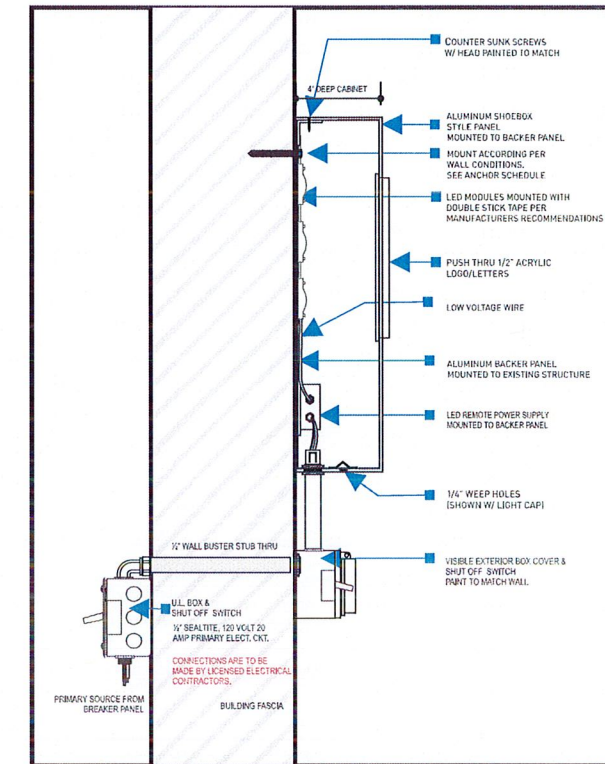 COUNTER SUNK SCREWS
W/ HEAD PAINTED TO MATCH
4" DEEP CABINET
ALUMINUM SHOEBOX
STYLE PANEL
MOUNTED TO BACKER PANEL
MOUNT ACCORDING PER
WALL CONDITIONS.
SEE ANCHOR SCHEDULE
LED MODULES MOUNTED WITH
DOUBLE STICK TAPE PER
MANUFACTURERS RECOMMENDATIONS
PUSH THRU 1/2" ACRYLIC
LOGO/LETTERS
LOW VOLTAGE WIRE
ALUMINUM BACKER PANEL
MOUNTED TO EXISTING STRUCTURE
LED REMOTE POWER SUPPLY
MOUNTED TO BACKER PANEL
1/4" WEEP HOLES
(SHOWN W/ LIGHT CAP)
½" WALL BUSTER STUB THRU
VISIBLE EXTERIOR BOX COVER &
SHUT OFF SWITCH
PAINT TO MATCH WALL.
U.L. BOX &
SHUT OFF SWITCH
½" SEALTITE, 120 VOLT 20
AMP PRIMARY ELECT. CKT.
CONNECTIONS ARE TO BE
MADE BY LICENSED ELECTRICAL
CONTRACTORS.
PRIMARY SOURCE FROM
BREAKER PANEL
BUILDING FASCIA